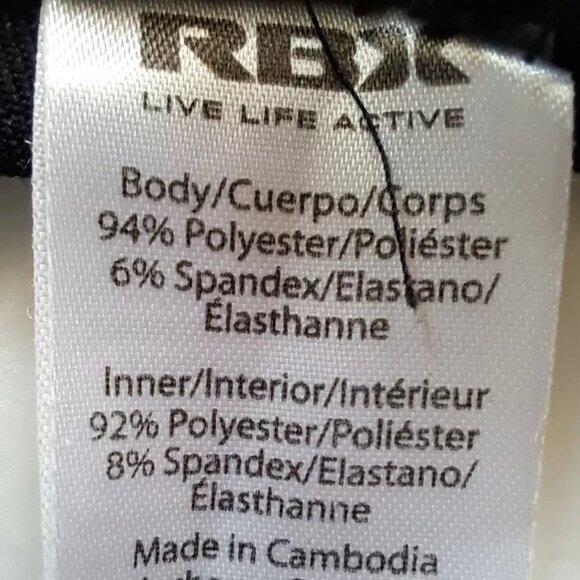 RBX
LIVE LIFE ACTIVE
Body/Cuerpo/Corps
94% Polyester/Poliéster
6% Spandex/Elastano/
Élasthanne
Inner/Interior/Intérieur
92% Polyester/Poliéster
8% Spandex/Elastano/
Élasthanne
Made in Cambodia